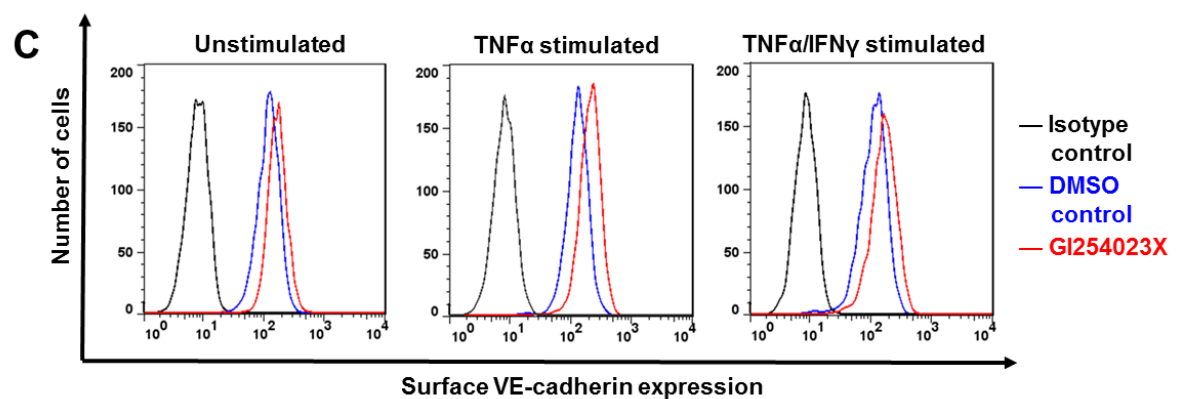 C
Unstimulated
TNFα stimulated
TNFα/IFNγ stimulated
Number of cells
200
150
100
50
0
10⁰ 10¹ 10² 10³ 10⁴
200
150
100
50
0
10⁰ 10¹ 10² 10³ 10⁴
200
150
100
50
0
10⁰ 10¹ 10² 10³ 10⁴
Surface VE-cadherin expression
Isotype
control
DMSO
control
GI254023X